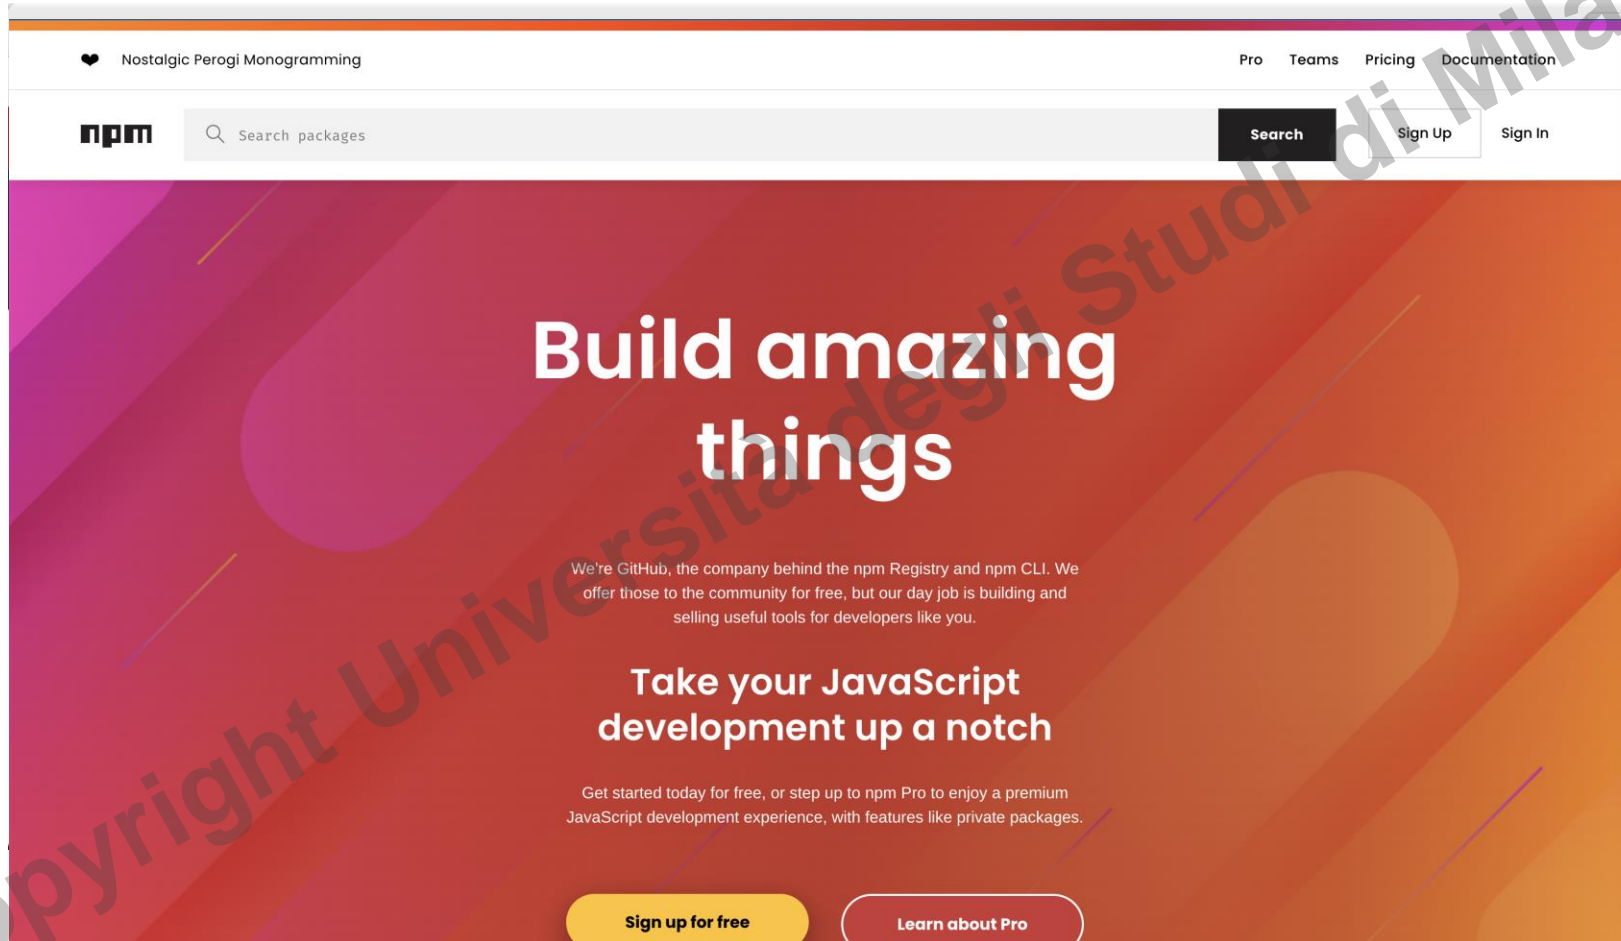 ❤ Nostalgic Perogi Monogramming
Pro Teams Pricing Documentation
npm
Search packages
Search
Sign Up
Sign In
Build amazing
things
We're GitHub, the company behind the npm Registry and npm CLI. We
offer those to the community for free, but our day job is building and
selling useful tools for developers like you.
Take your JavaScript
development up a notch
Get started today for free, or step up to npm Pro to enjoy a premium
JavaScript development experience, with features like private packages.
Sign up for free
Learn about Pro
opyright Università degli Studi di Mila